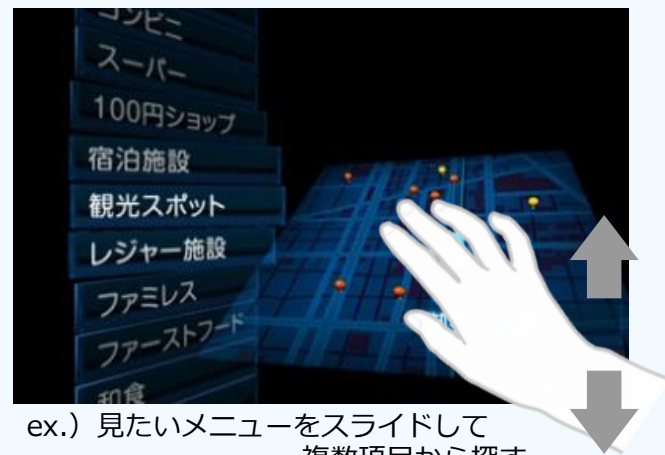 コンビニ
スーパー
100円ショップ
宿泊施設
観光スポット
レジャー施設
ファミレス
ファーストフード
和食
ex.）見たいメニューをスライドして
複数項目から探す